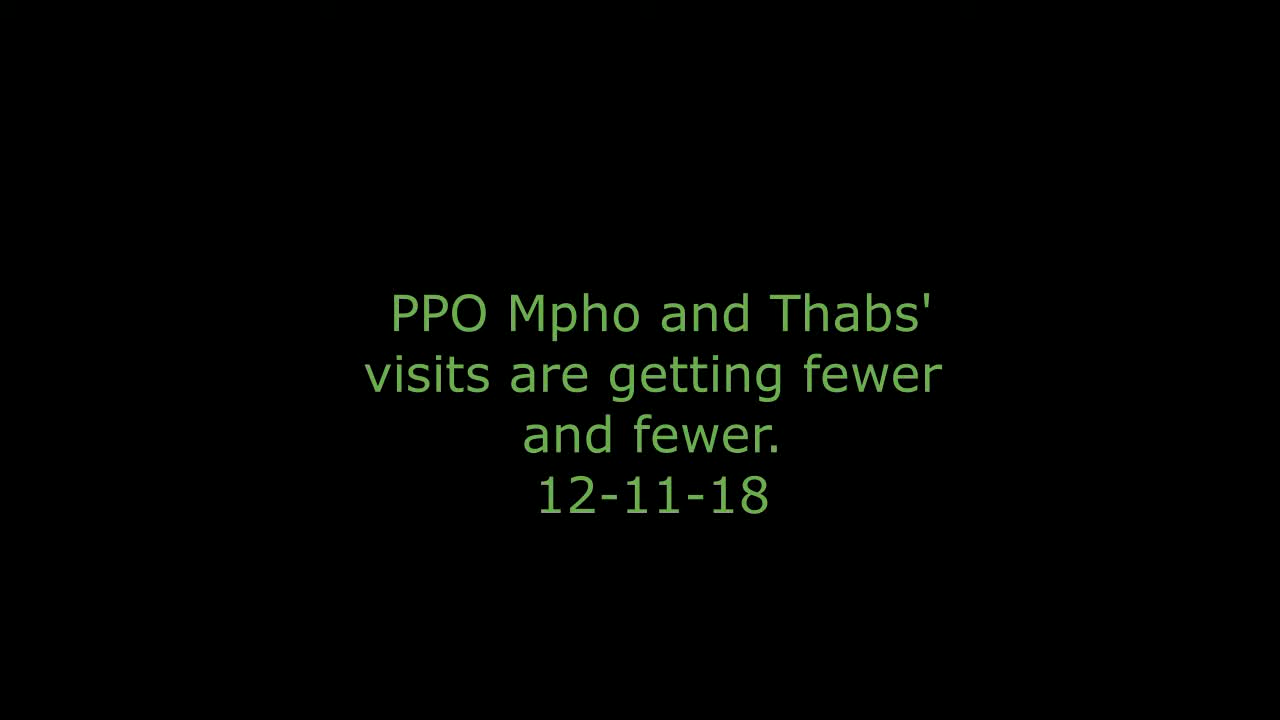 PPO Mpho and Thabs'
visits are getting fewer
and fewer.
12-11-18